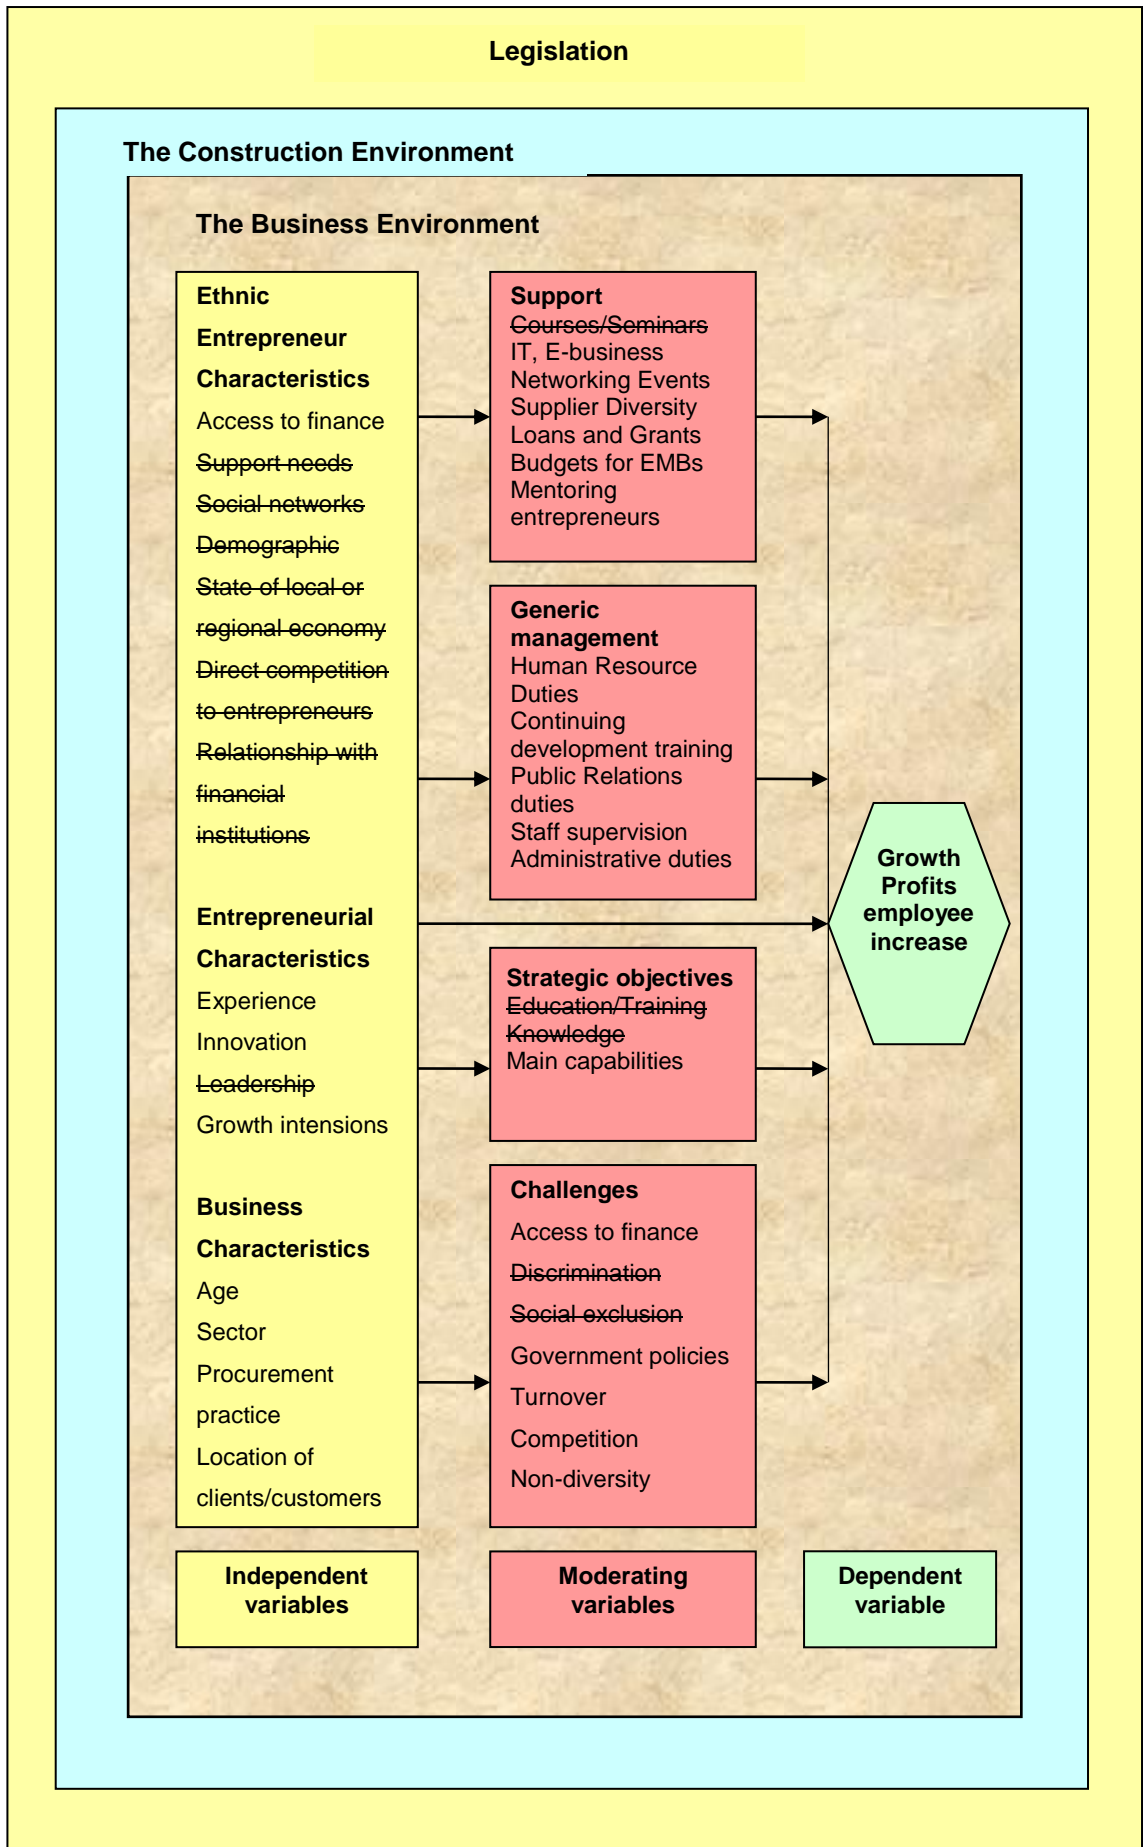 Legislation
The Construction Environment
The Business Environment
Ethnic
Entrepreneur
Characteristics
Access to finance
Support needs
Social networks
Demographic
State of local or
regional economy
Direct competition
to entrepreneurs
Relationship with
financial
institutions
Entrepreneurial
Characteristics
Experience
Innovation
Leadership
Growth intensions
Business
Characteristics
Age
Sector
Procurement
practice
Location of
clients/customers
Support
Courses/Seminars
IT, E-business
Networking Events
Supplier Diversity
Loans and Grants
Budgets for EMBs
Mentoring
entrepreneurs
Generic
management
Human Resource
Duties
Continuing
development training
Public Relations
duties
Staff supervision
Administrative duties
Strategic objectives
Education/Training
Knowledge
Main capabilities
Challenges
Access to finance
Discrimination
Social exclusion
Government policies
Turnover
Competition
Non-diversity
Growth
Profits
employee
increase
Independent
variables
Moderating
variables
Dependent
variable